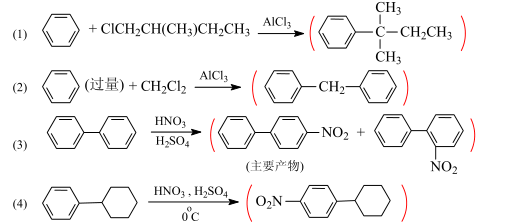 (1) + ClCH₂CH(CH₃)CH₂CH₃ AlCl₃ ( CH₃ C CH₂CH₃ CH₃ )
(2) (过量) + CH₂Cl₂ AlCl₃ ( CH₂ )
(3) HNO₃ H₂SO₄ ( NO₂ + NO₂ )
(主要产物)
(4) HNO₃ , H₂SO₄ 0°C ( O₂N )